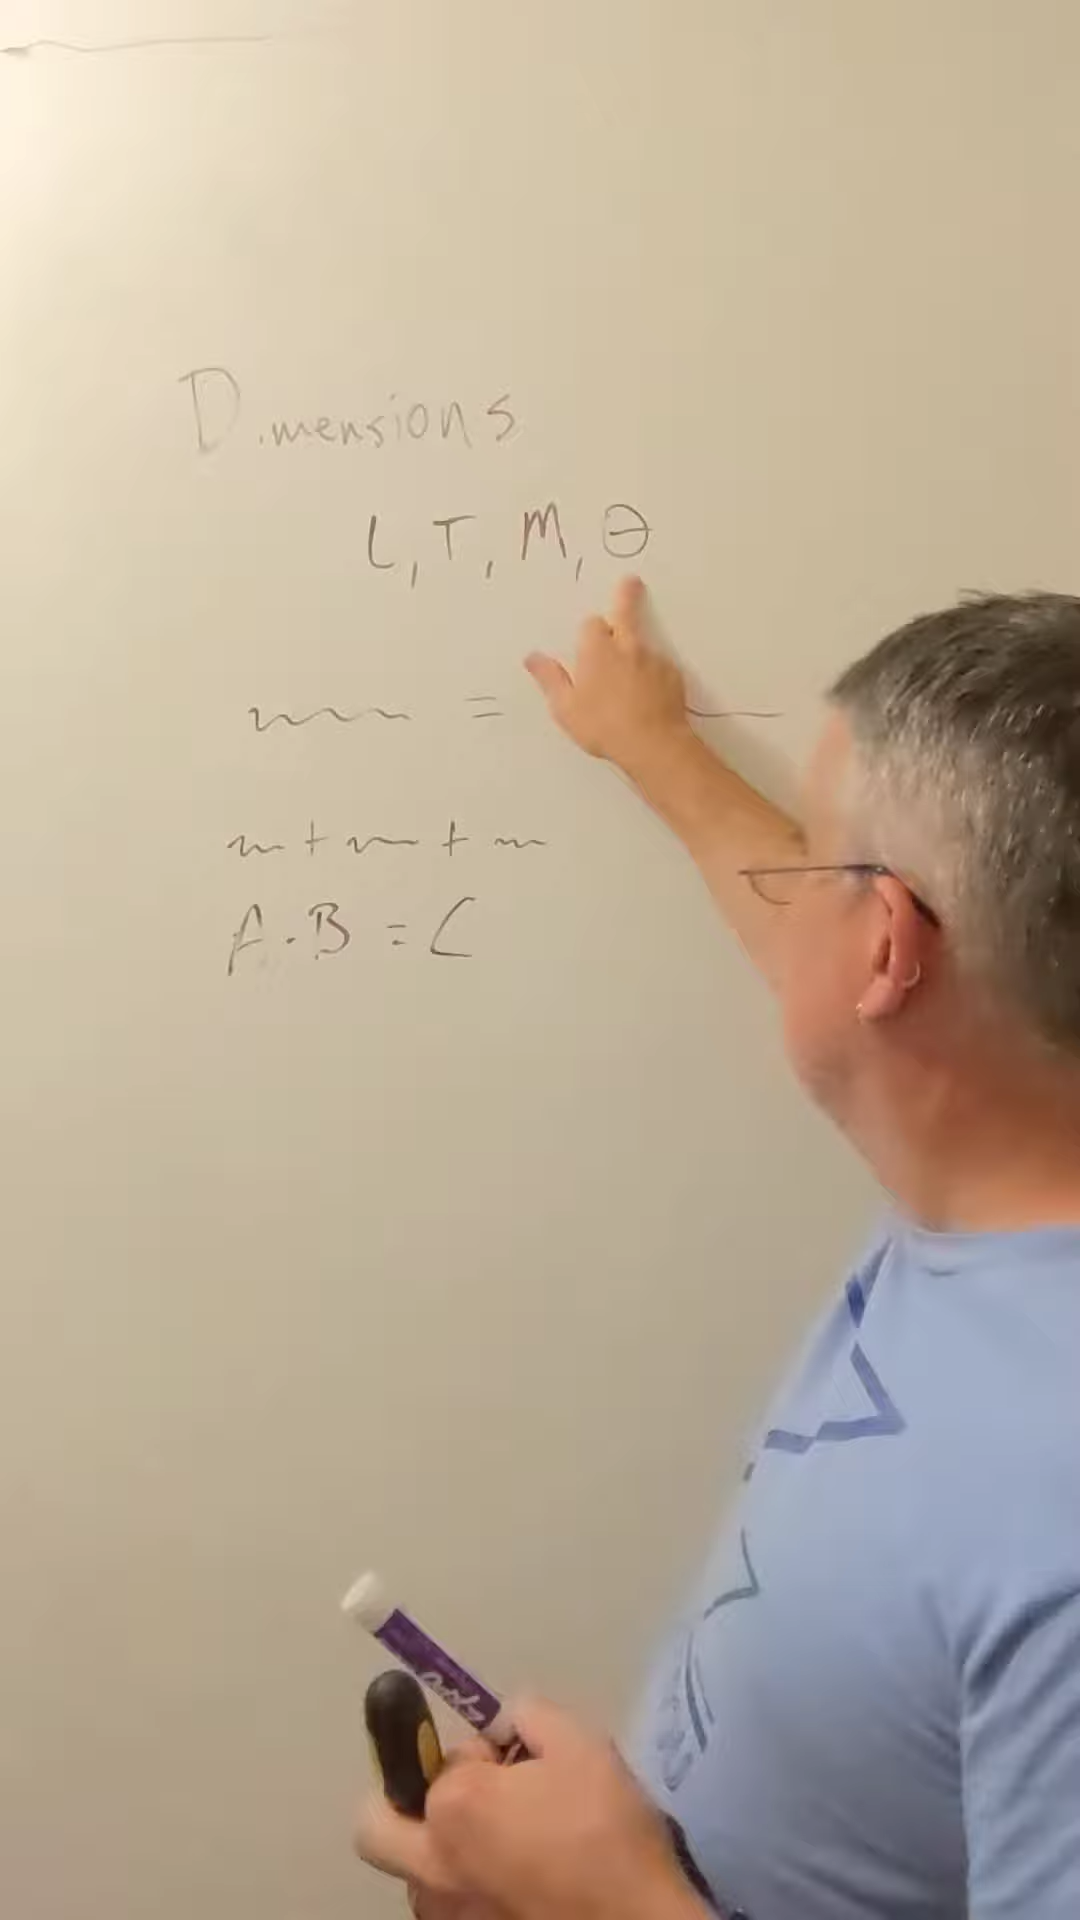 Dimensions
L, T, M, θ
=
+ +
A · B = C